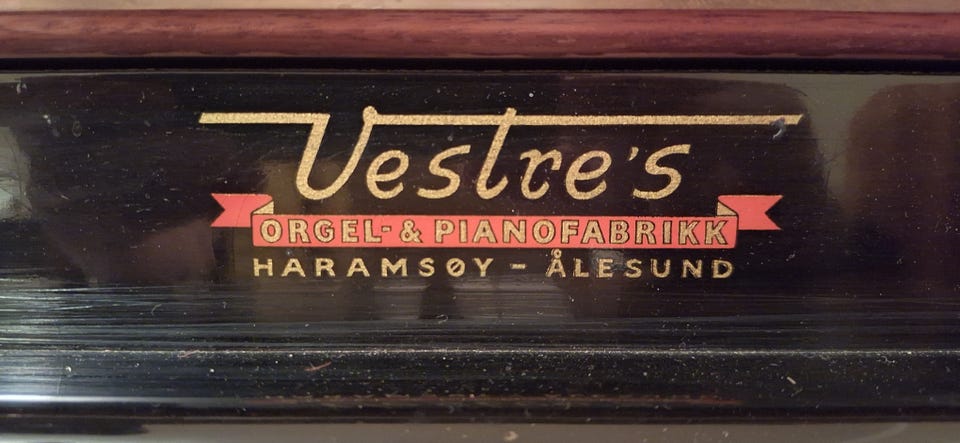 Vestre's
ORGEL- & PIANOFABRIKK
HARAMSØY - ÅLESUND